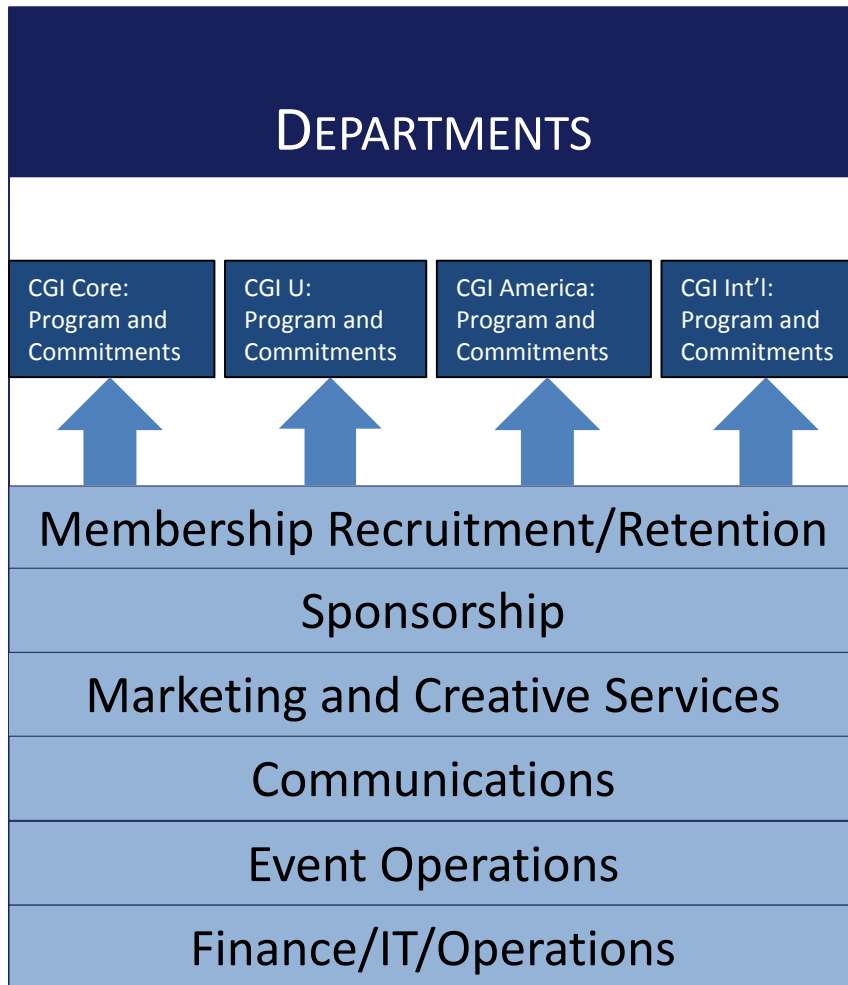 DEPARTMENTS
CGI Core:
Program and
Commitments
CGI U:
Program and
Commitments
CGI America:
Program and
Commitments
CGI Int’l:
Program and
Commitments
Membership Recruitment/Retention
Sponsorship
Marketing and Creative Services
Communications
Event Operations
Finance/IT/Operations